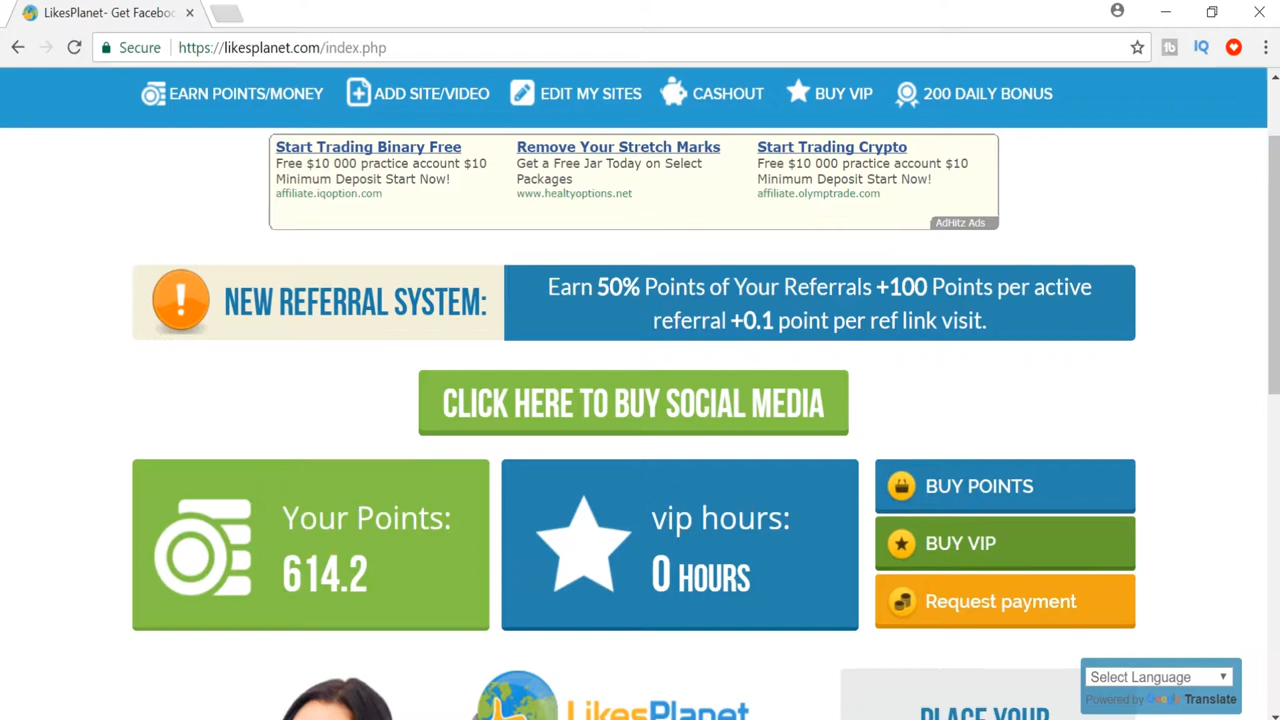 LikesPlanet- Get Faceboo
Secure
https://likesplanet.com/index.php
EARN POINTS/MONEY
ADD SITE/VIDEO
EDIT MY SITES
CASHOUT
BUY VIP
200 DAILY BONUS
Start Trading Binary Free
Free $10 000 practice account $10
Minimum Deposit Start Now!
affiliate.iqoption.com
Remove Your Stretch Marks
Get a Free Jar Today on Select
Packages
www.healtyoptions.net
Start Trading Crypto
Free $10 000 practice account $10
Minimum Deposit Start Now!
affiliate.olymptrade.com
AdHitz Ads
NEW REFERRAL SYSTEM:
Earn 50% Points of Your Referrals +100 Points per active
referral +0.1 point per ref link visit.
CLICK HERE TO BUY SOCIAL MEDIA
Your Points:
614.2
vip hours:
0 HOURS
BUY POINTS
BUY VIP
Request payment
Select Language
Powered by Google Translate
LikesPlanet
PLACE YOUR